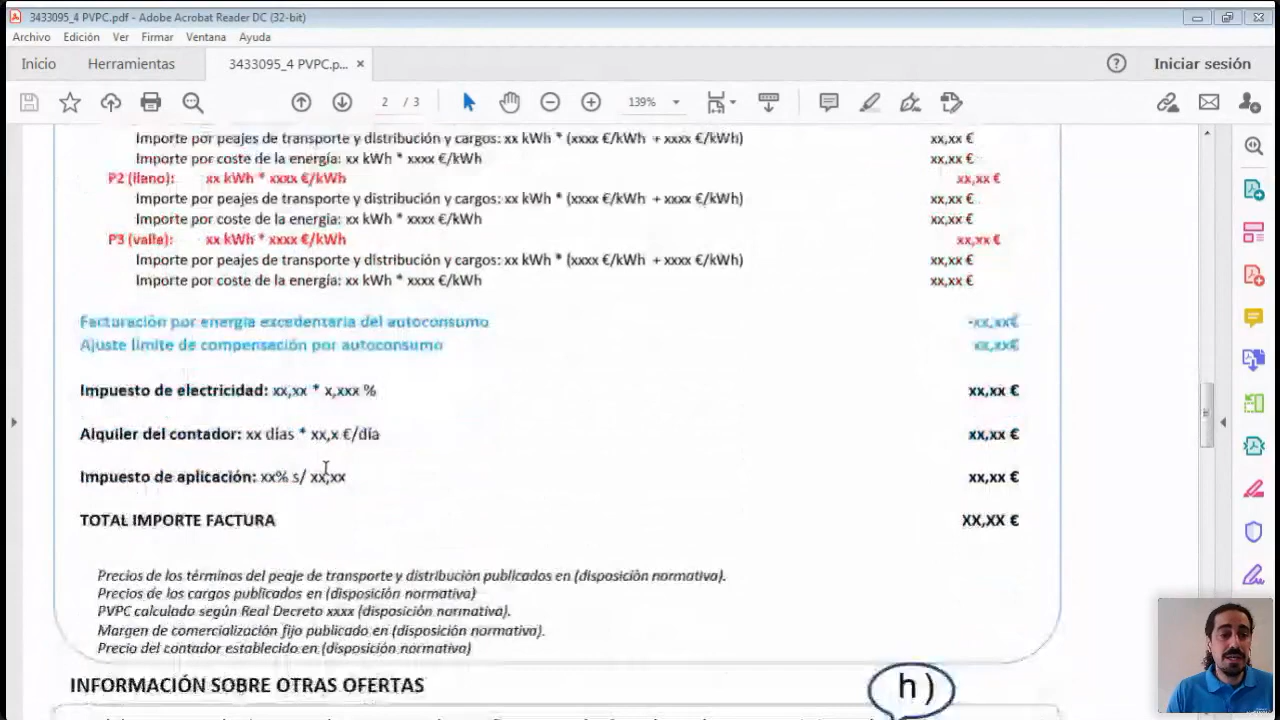 3433095_4 PVPC.pdf - Adobe Acrobat Reader DC (32-bit)
Archivo Edición Ver Firmar Ventana Ayuda
Inicio Herramientas 3433095_4 PVPC.p... × Iniciar sesión
2 / 3 139%
Importe por peajes de transporte y distribución y cargos: xx kWh * (xxxx €/kWh + xxxx €/kWh) xx,xx €
Importe por coste de la energía: xx kWh * xxxx €/kWh xx,xx €
P2 (llano): xx kWh * xxxx €/kWh xx,xx €
Importe por peajes de transporte y distribución y cargos: xx kWh * (xxxx €/kWh + xxxx €/kWh) xx,xx €
Importe por coste de la energía: xx kWh * xxxx €/kWh xx,xx €
P3 (valle): xx kWh * xxxx €/kWh xx,xx €
Importe por peajes de transporte y distribución y cargos: xx kWh * (xxxx €/kWh + xxxx €/kWh) xx,xx €
Importe por coste de la energía: xx kWh * xxxx €/kWh xx,xx €
Facturación por energía excedentaria del autoconsumo -xx,xx€
Ajuste límite de compensación por autoconsumo xx,xx€
Impuesto de electricidad: xx,xx * x,xxx % xx,xx €
Alquiler del contador: xx días * xx,x €/día xx,xx €
Impuesto de aplicación: xx% s/ xx,xx xx,xx €
TOTAL IMPORTE FACTURA XX,XX €
Precios de los términos del peaje de transporte y distribución publicados en (disposición normativa).
Precios de los cargos publicados en (disposición normativa)
PVPC calculado según Real Decreto xxxx (disposición normativa).
Margen de comercialización fijo publicado en (disposición normativa).
Precio del contador establecido en (disposición normativa)
INFORMACIÓN SOBRE OTRAS OFERTAS h )